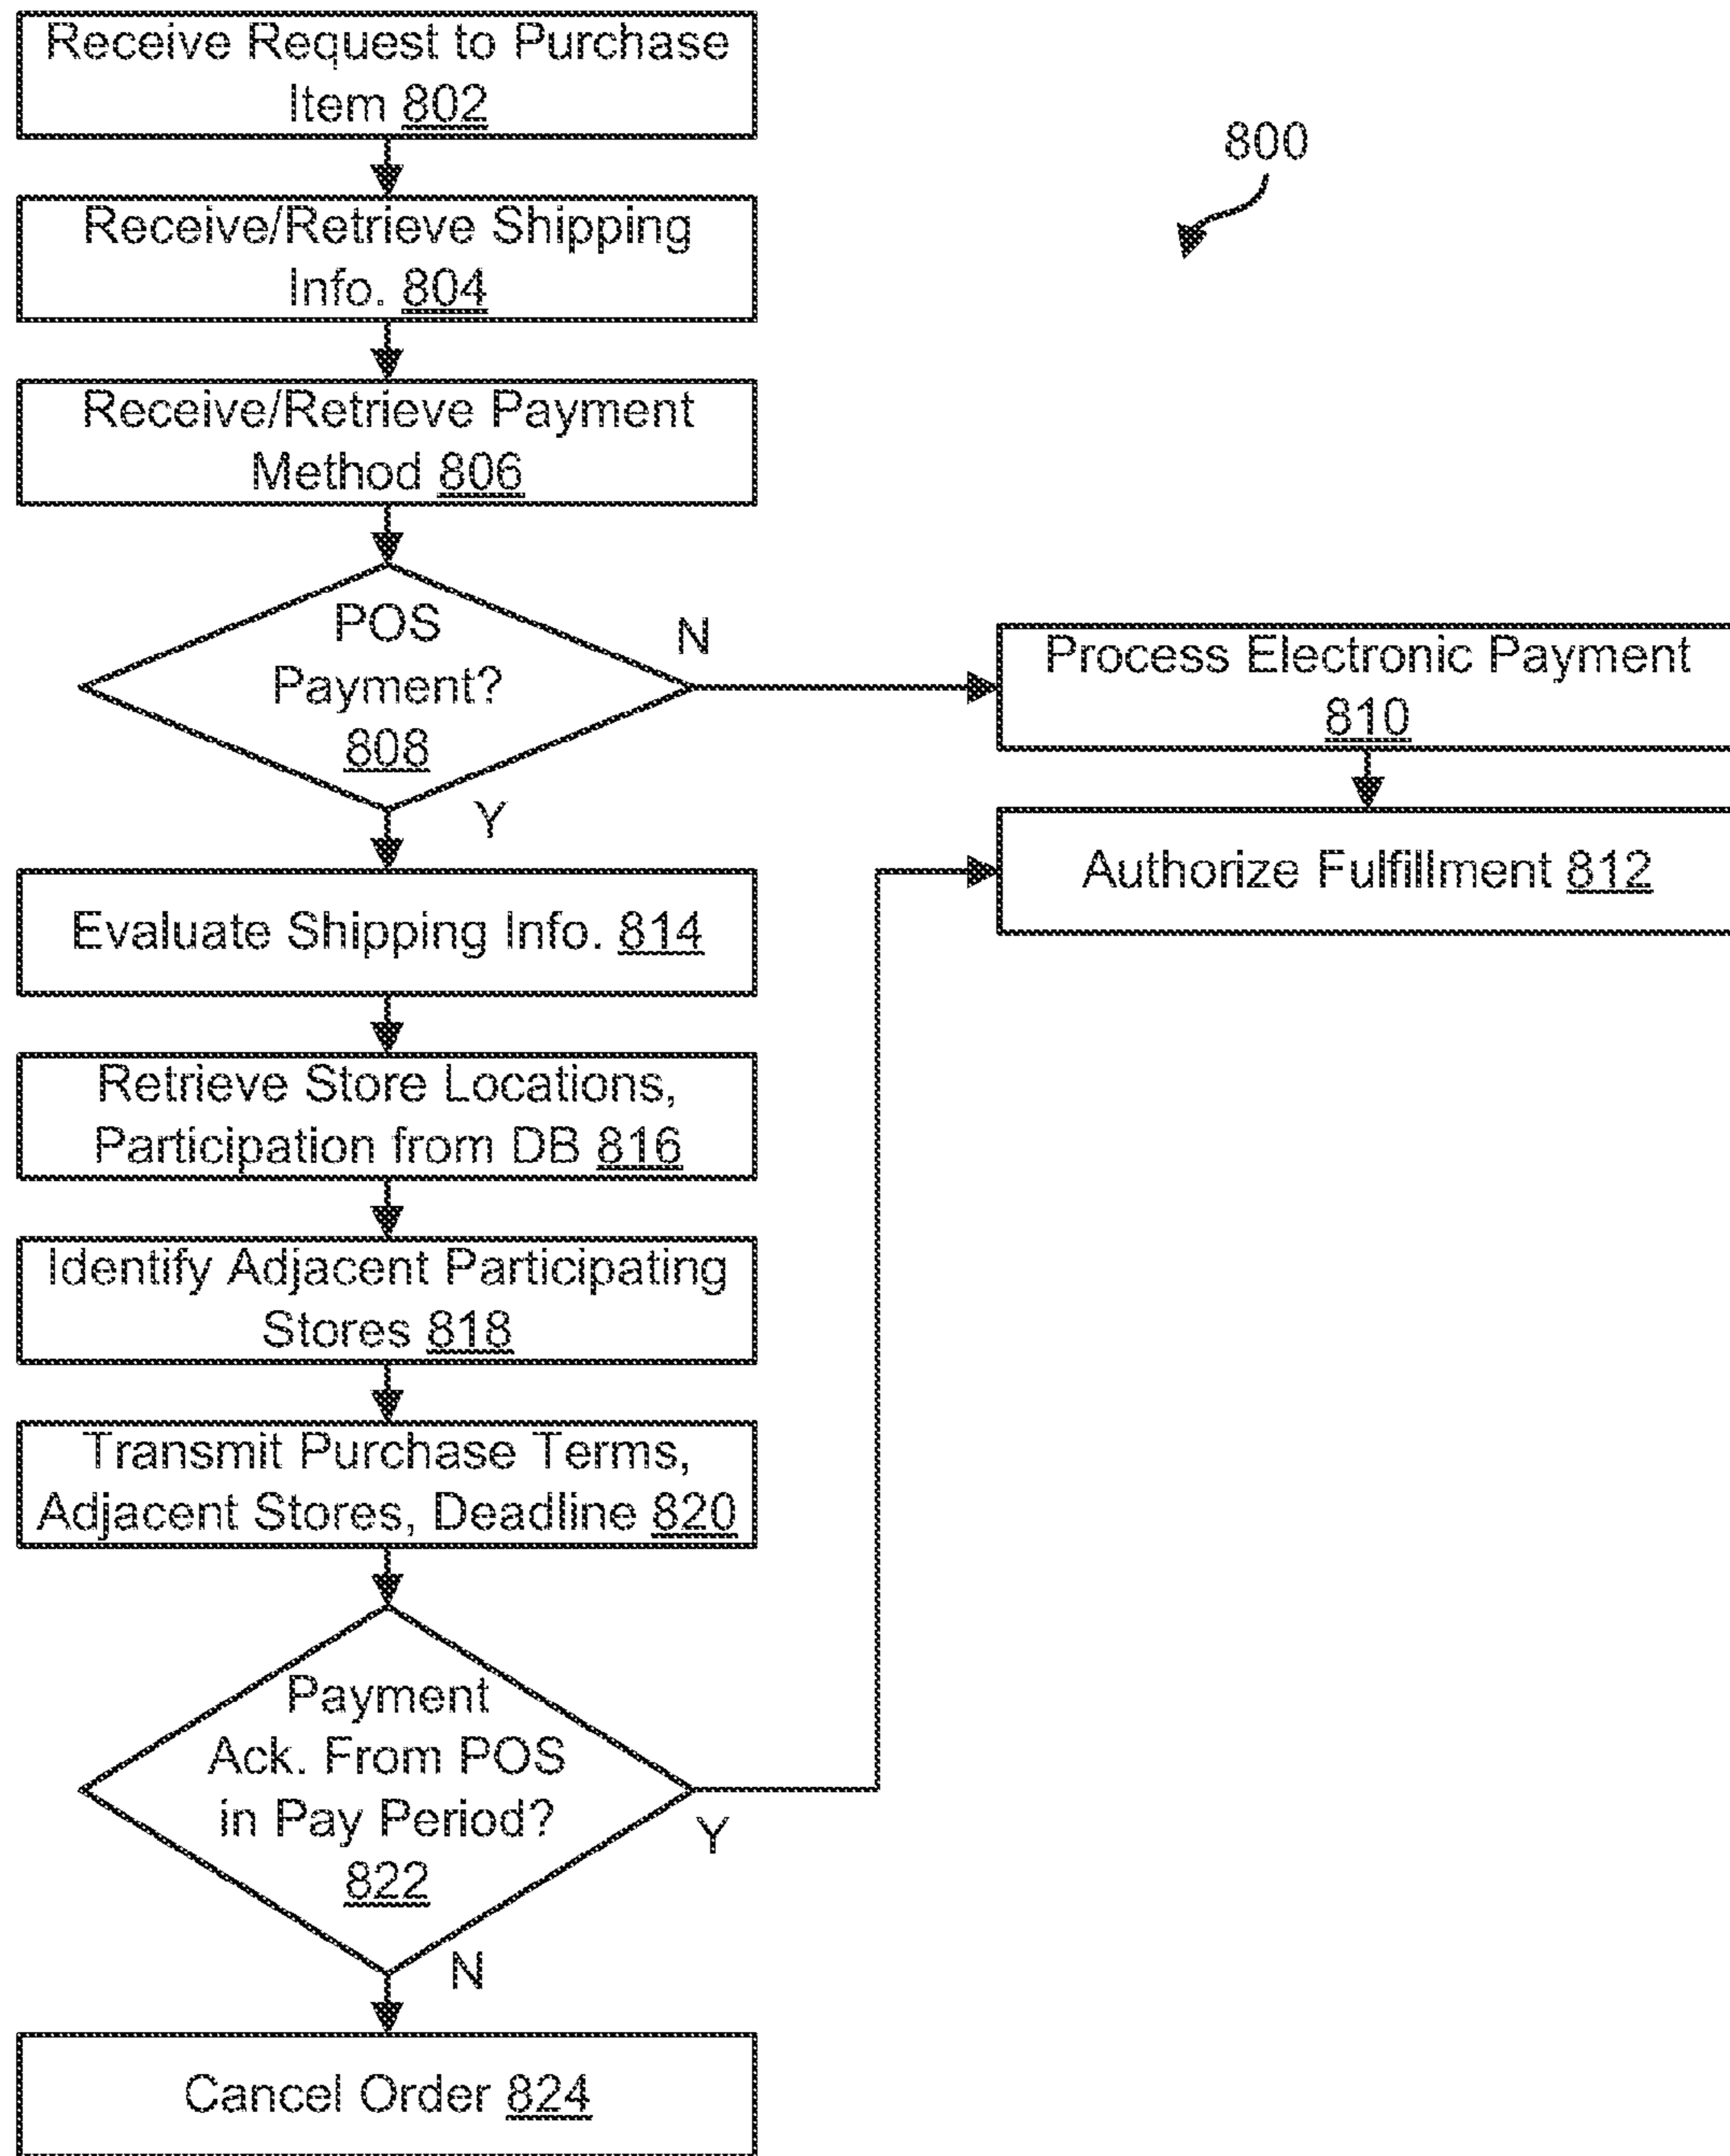 Receive Request to Purchase
Item 802
800
Receive/Retrieve Shipping
Info. 804
Receive/Retrieve Payment
Method 806
POS
Payment?
808
N
Y
Process Electronic Payment
810
Authorize Fulfillment 812
Evaluate Shipping Info. 814
Retrieve Store Locations,
Participation from DB 816
Identify Adjacent Participating
Stores 818
Transmit Purchase Terms,
Adjacent Stores, Deadline 820
Payment
Ack. From POS
in Pay Period?
822
Y
N
Cancel Order 824